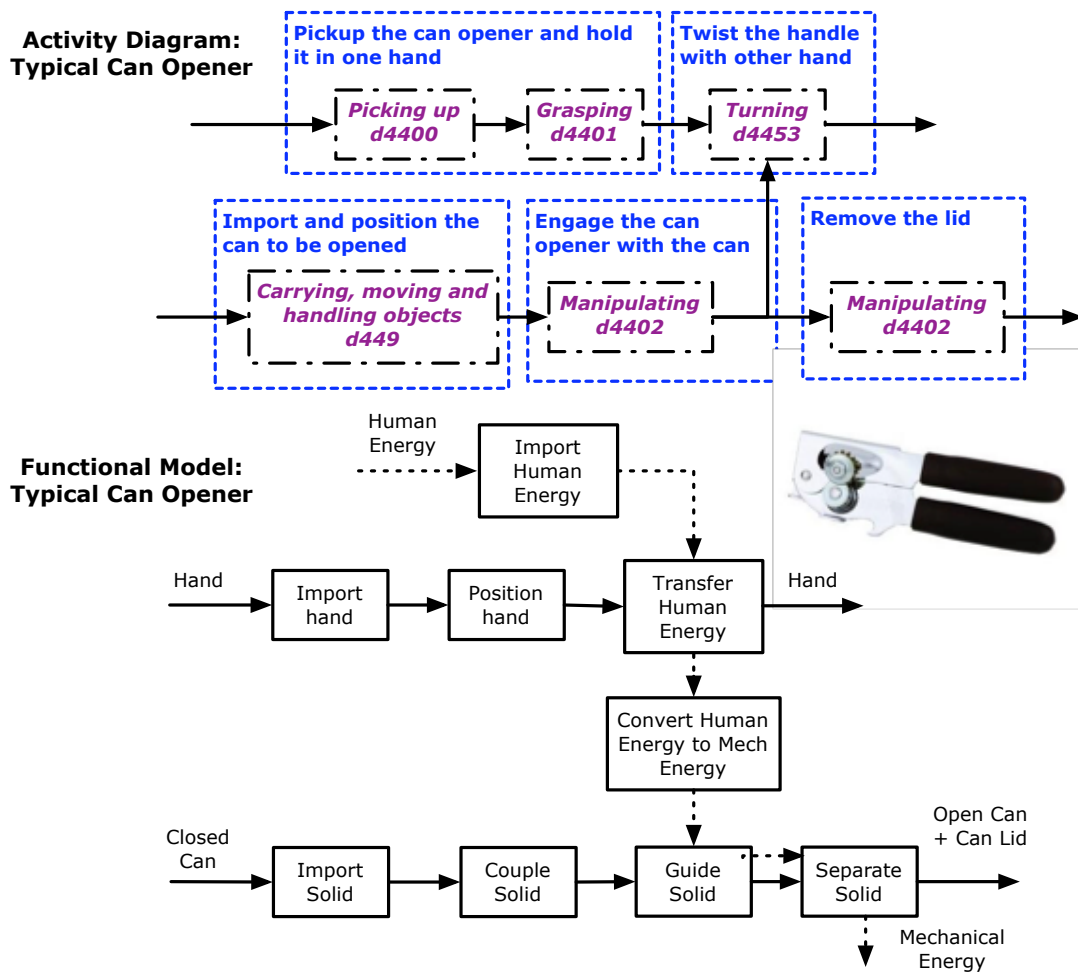 Activity Diagram:
Typical Can Opener
Pickup the can opener and hold
it in one hand
Twist the handle
with other hand
Picking up
d4400
Grasping
d4401
Turning
d4453
Import and position the
can to be opened
Engage the can
opener with the can
Remove the lid
Carrying, moving and
handling objects
d449
Manipulating
d4402
Manipulating
d4402
Functional Model:
Typical Can Opener
Human
Energy
Import
Human
Energy
Hand
Import
hand
Position
hand
Transfer
Human
Energy
Hand
Convert Human
Energy to Mech
Energy
Closed
Can
Import
Solid
Couple
Solid
Guide
Solid
Separate
Solid
Open Can
+ Can Lid
Mechanical
Energy